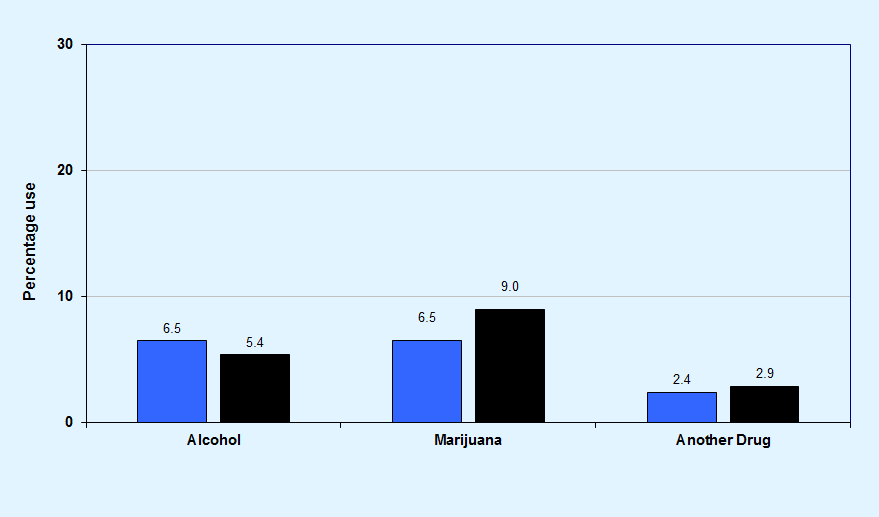 30
20
10
0
Percentage use
6.5
5.4
6.5
9.0
2.4
2.9
Alcohol
Marijuana
Another Drug